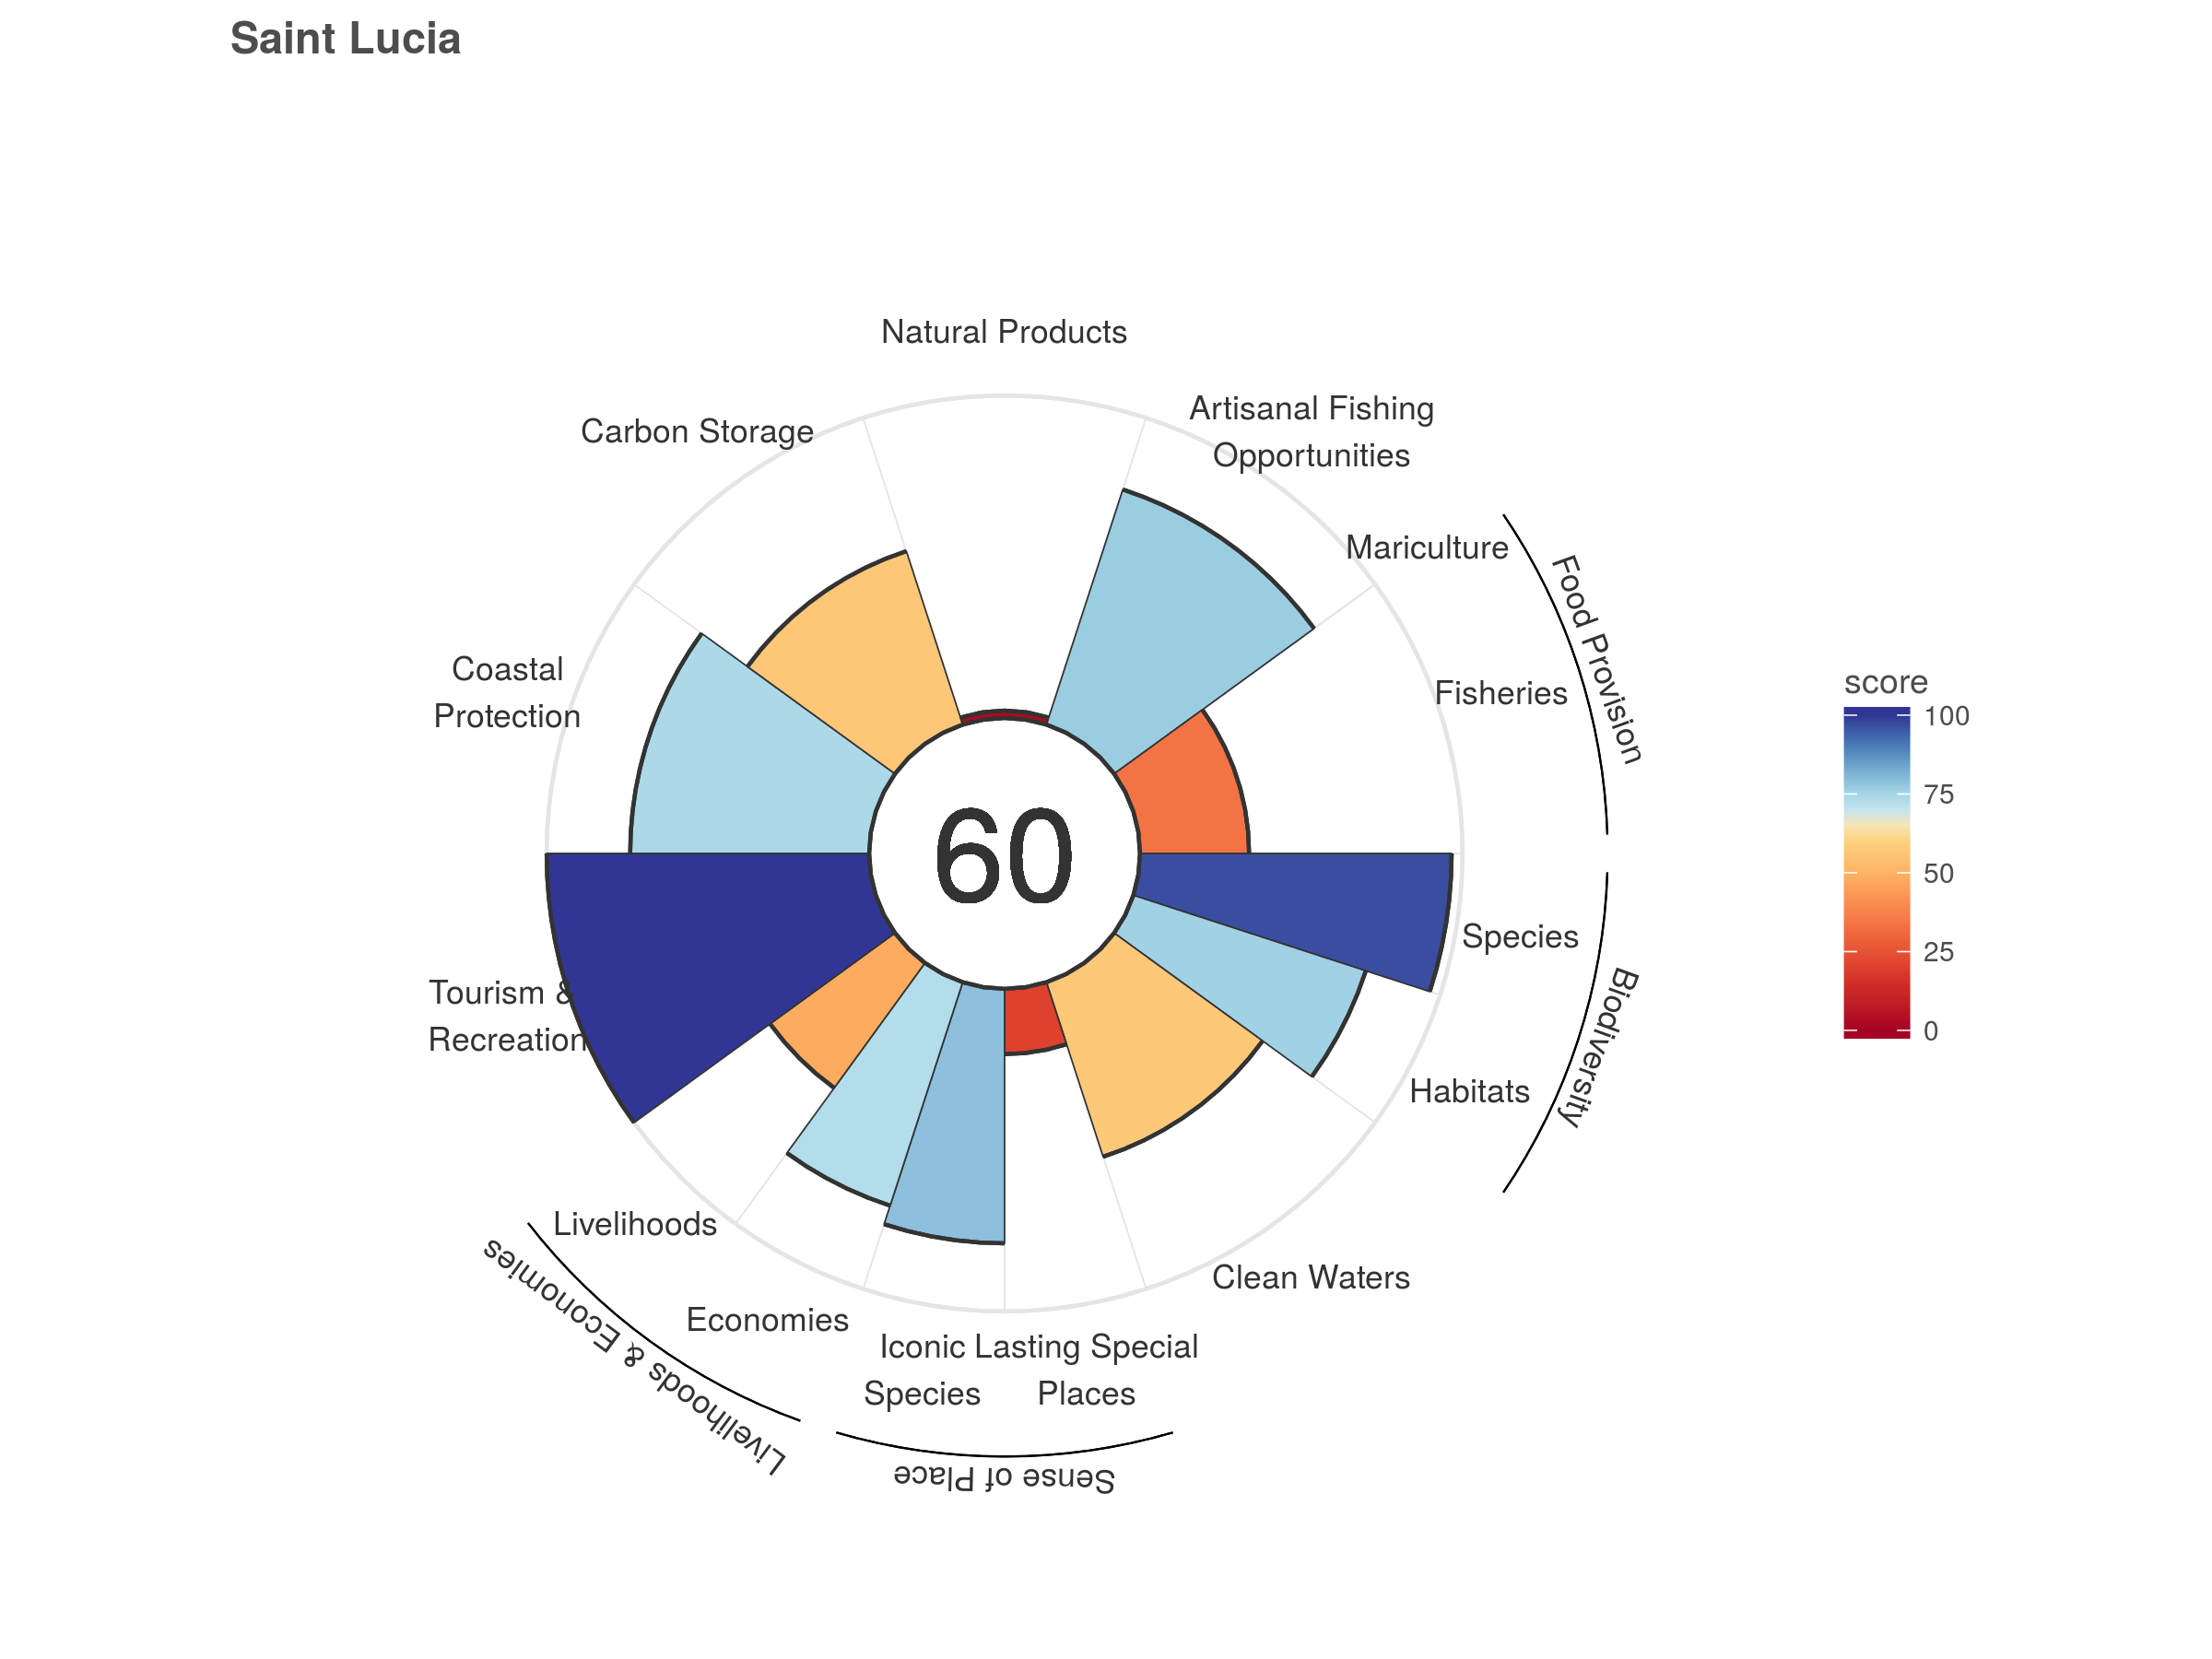 Saint Lucia
Natural Products
Artisanal Fishing
Opportunities
Carbon Storage
Mariculture
Food Provision
Coastal
Protection
Fisheries
score
100
75
50
25
0
60
Species
Biodiversity
Tourism &
Recreation
Habitats
Livelihoods
Clean Waters
Economies
Livelihoods & Economies
Iconic
Species
Lasting Special
Places
Sense of Place